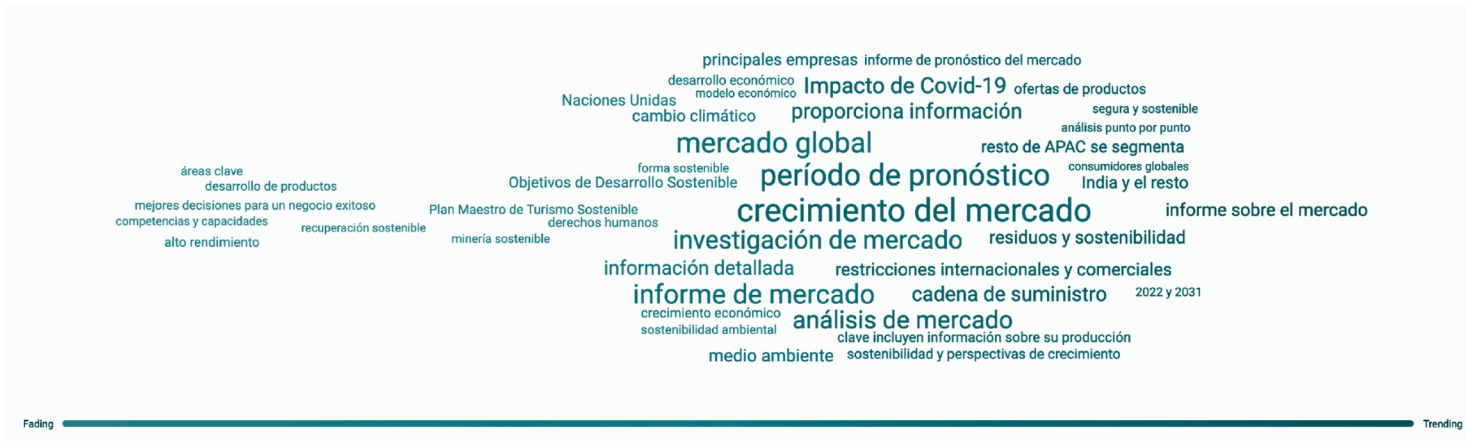 principales empresas informe de pronóstico del mercado
desarrollo económico
Impacto de Covid-19 ofertas de productos
modelo económico
Naciones Unidas
proporciona información
segura y sostenible
cambio climático
análisis punto por punto
mercado global
resto de APAC se segmenta
forma sostenible
consumidores globales
áreas clave
período de pronóstico
Objetivos de Desarrollo Sostenible
India y el resto
desarrollo de productos
mejores decisiones para un negocio exitoso
Plan Maestro de Turismo Sostenible
crecimiento del mercado
informe sobre el mercado
competencias y capacidades
derechos humanos
recuperación sostenible
alto rendimiento
minería sostenible
investigación de mercado
residuos y sostenibilidad
información detallada
restricciones internacionales y comerciales
informe de mercado
cadena de suministro
2022 y 2031
crecimiento económico
análisis de mercado
sostenibilidad ambiental
clave incluyen información sobre su producción
medio ambiente
sostenibilidad y perspectivas de crecimiento
Fading
Trending